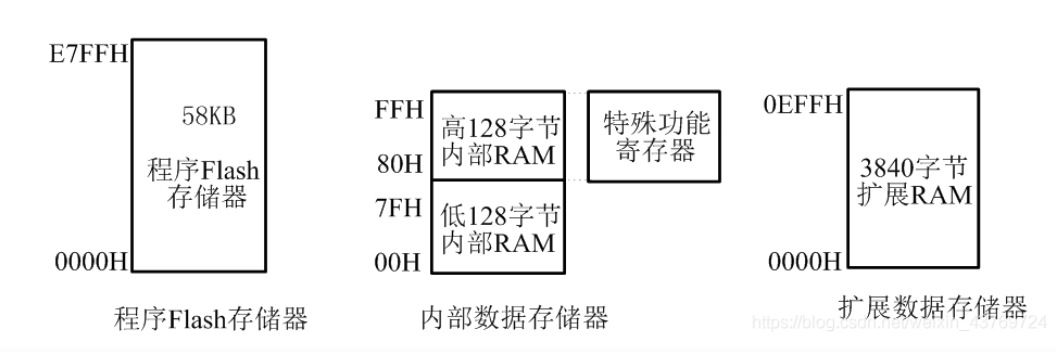 E7FFH
58KB
程序Flash
存储器
0000H
程序Flash存储器
FFH
高128字节
内部RAM
80H
7FH
低128字节
内部RAM
00H
特殊功能
寄存器
内部数据存储器
0EFFH
3840字节
扩展RAM
0000H
扩展数据存储器
https://blog.csdn.net/weixin_43769724